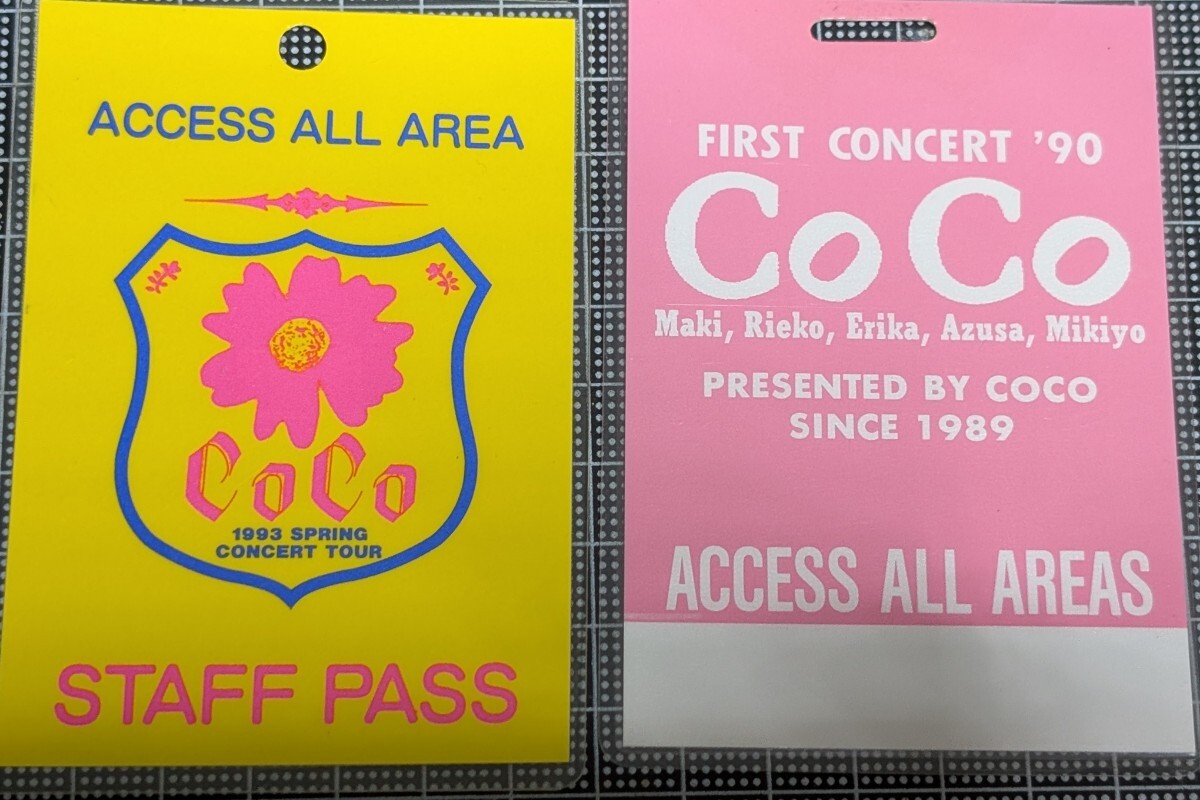 ACCESS ALL AREA
CoCo
1993 SPRING
CONCERT TOUR
STAFF PASS
FIRST CONCERT '90
CoCo
Maki, Rieko, Erika, Azusa, Mikiyo
PRESENTED BY COCO
SINCE 1989
ACCESS ALL AREAS